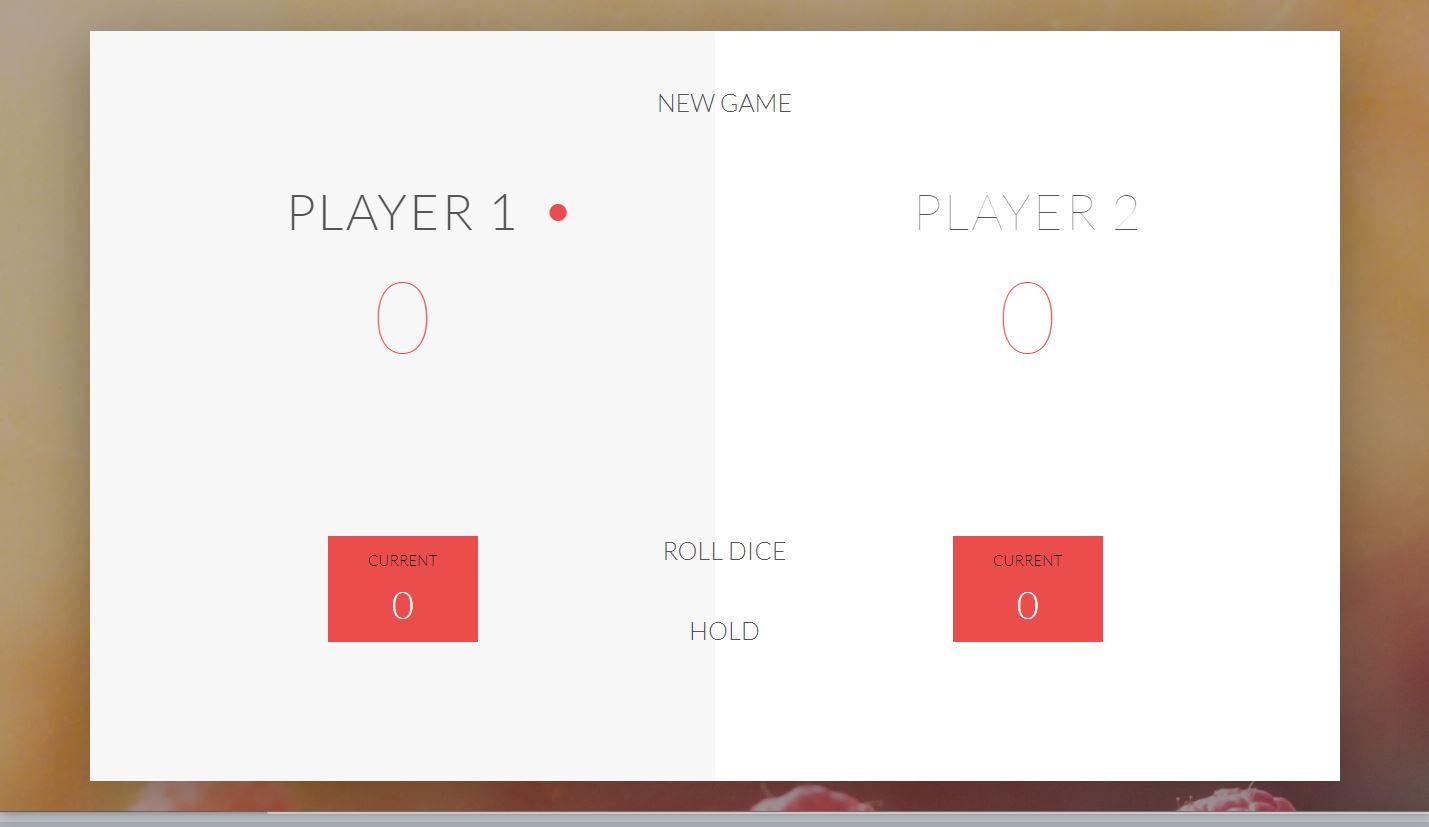 NEW GAME
PLAYER 1
0
PLAYER 2
0
CURRENT
0
ROLL DICE
HOLD
CURRENT
0